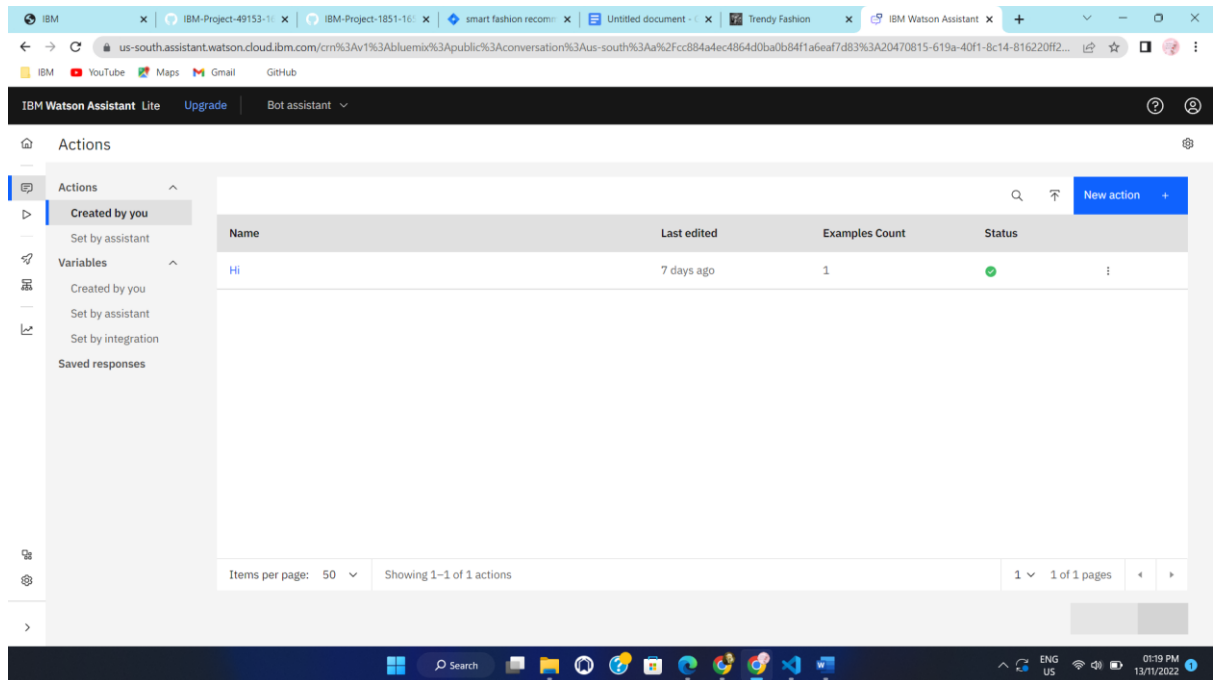 IBM
IBM-Project-49153-16
IBM-Project-1851-165
smart fashion recomm
Untitled document - G
Trendy Fashion
IBM Watson Assistant
us-south.assistant.watson.cloud.ibm.com/crn%3Av1%3Abluemix%3Apublic%3Aconversation%3Aus-south%3Aa%2Fcc884a4ec4864d0ba0b84f1a6eaf7d83%3A20470815-619a-40f1-8c14-816220ff2...
IBM YouTube Maps Gmail GitHub
IBM Watson Assistant Lite Upgrade Bot assistant
Actions
Actions
Created by you
Set by assistant
Variables
Created by you
Set by assistant
Set by integration
Saved responses
New action +
Name Last edited Examples Count Status
Hi 7 days ago 1
Items per page: 50 Showing 1–1 of 1 actions 1 1 of 1 pages
Search
ENG
US
01:19 PM
13/11/2022
1